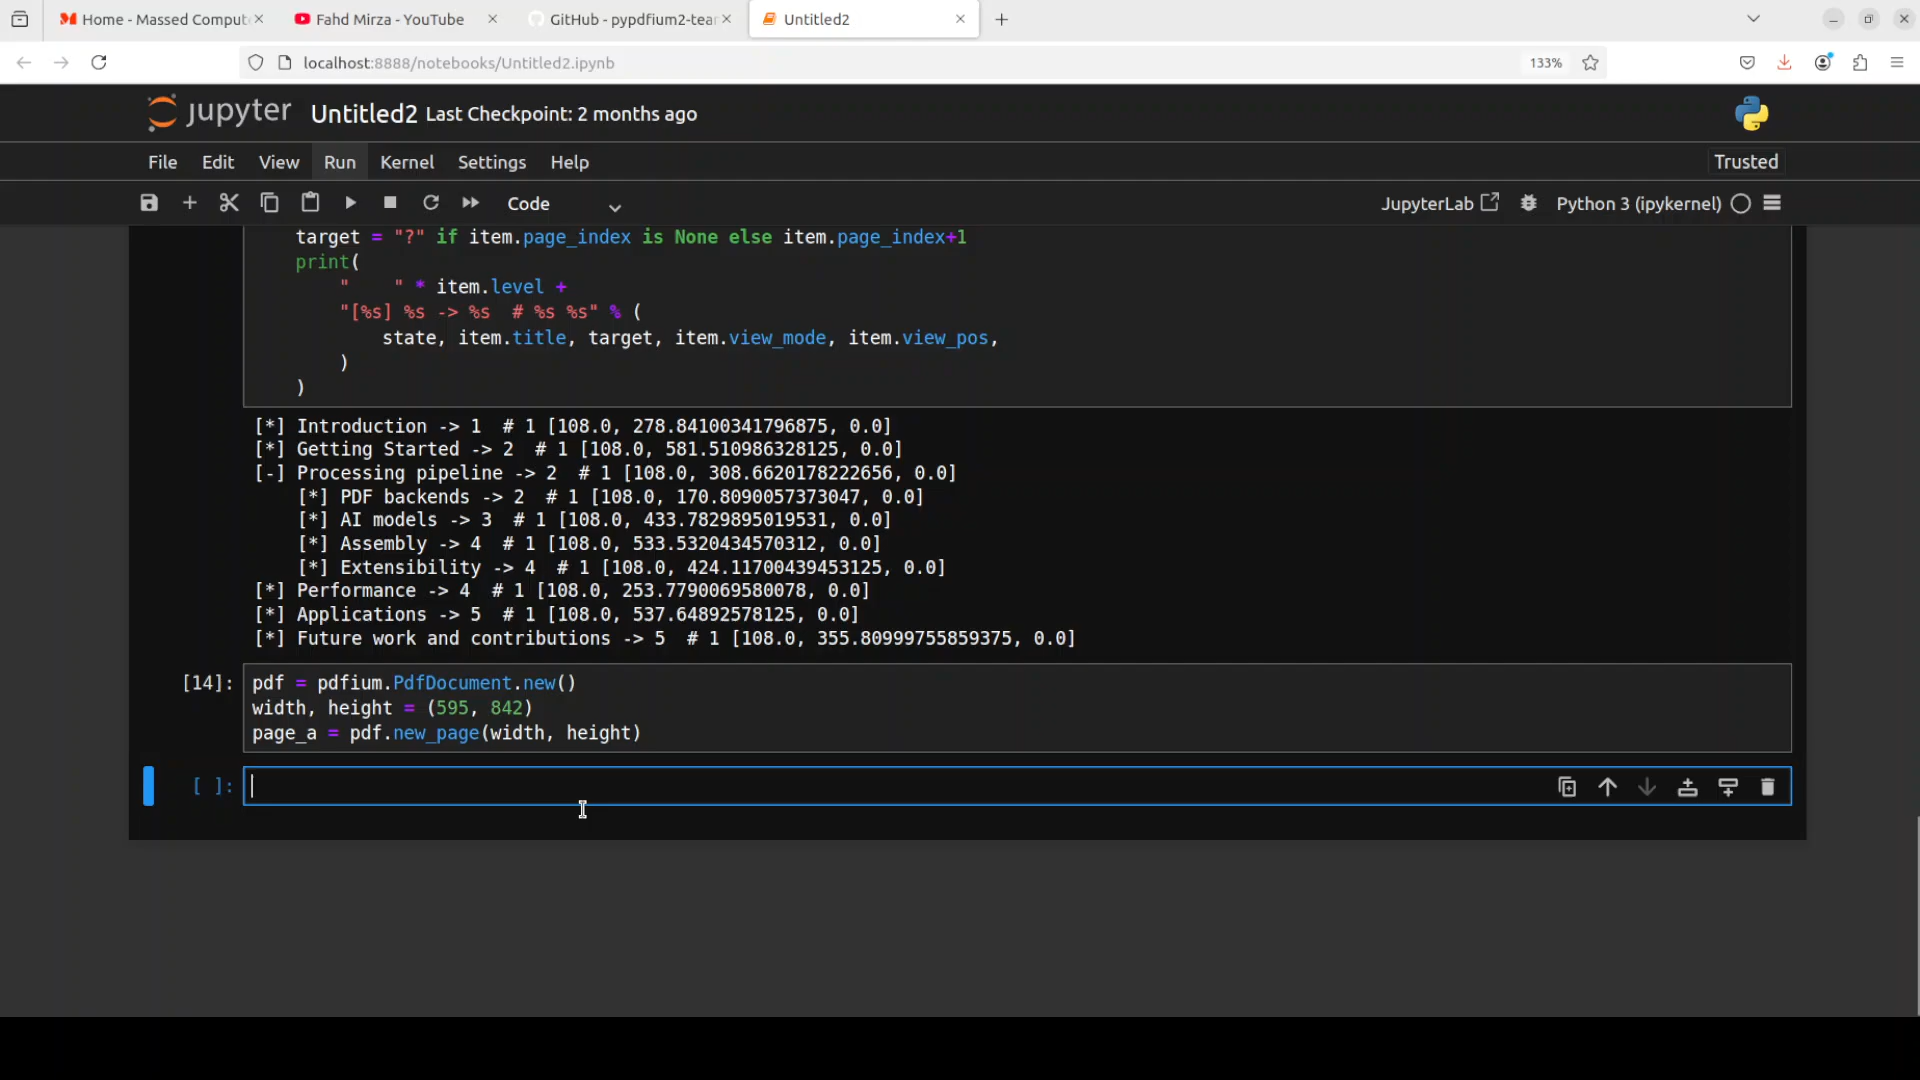 Home - Massed Comput
Fahd Mirza - YouTube
GitHub - pypdfium2-tea
Untitled2
localhost:8888/notebooks/Untitled2.ipynb
133%
jupyter
Untitled2 Last Checkpoint: 2 months ago
File Edit View Run Kernel Settings Help
Trusted
Code
JupyterLab
Python 3 (ipykernel)
target = "?" if item.page_index is None else item.page_index+1
print(
"    " * item.level +
"[%s] %s -> %s  # %s %s" % (
state, item.title, target, item.view_mode, item.view_pos,
)
)
[*] Introduction -> 1  # 1 [108.0, 278.84100341796875, 0.0]
[*] Getting Started -> 2  # 1 [108.0, 581.510986328125, 0.0]
[-] Processing pipeline -> 2  # 1 [108.0, 308.6620178222656, 0.0]
[*] PDF backends -> 2  # 1 [108.0, 170.8090057373047, 0.0]
[*] AI models -> 3  # 1 [108.0, 433.7829895019531, 0.0]
[*] Assembly -> 4  # 1 [108.0, 533.5320434570312, 0.0]
[*] Extensibility -> 4  # 1 [108.0, 424.11700439453125, 0.0]
[*] Performance -> 4  # 1 [108.0, 253.7790069580078, 0.0]
[*] Applications -> 5  # 1 [108.0, 537.64892578125, 0.0]
[*] Future work and contributions -> 5  # 1 [108.0, 355.80999755859375, 0.0]
[14]: pdf = pdfium.PdfDocument.new()
width, height = (595, 842)
page_a = pdf.new_page(width, height)
[ ]: